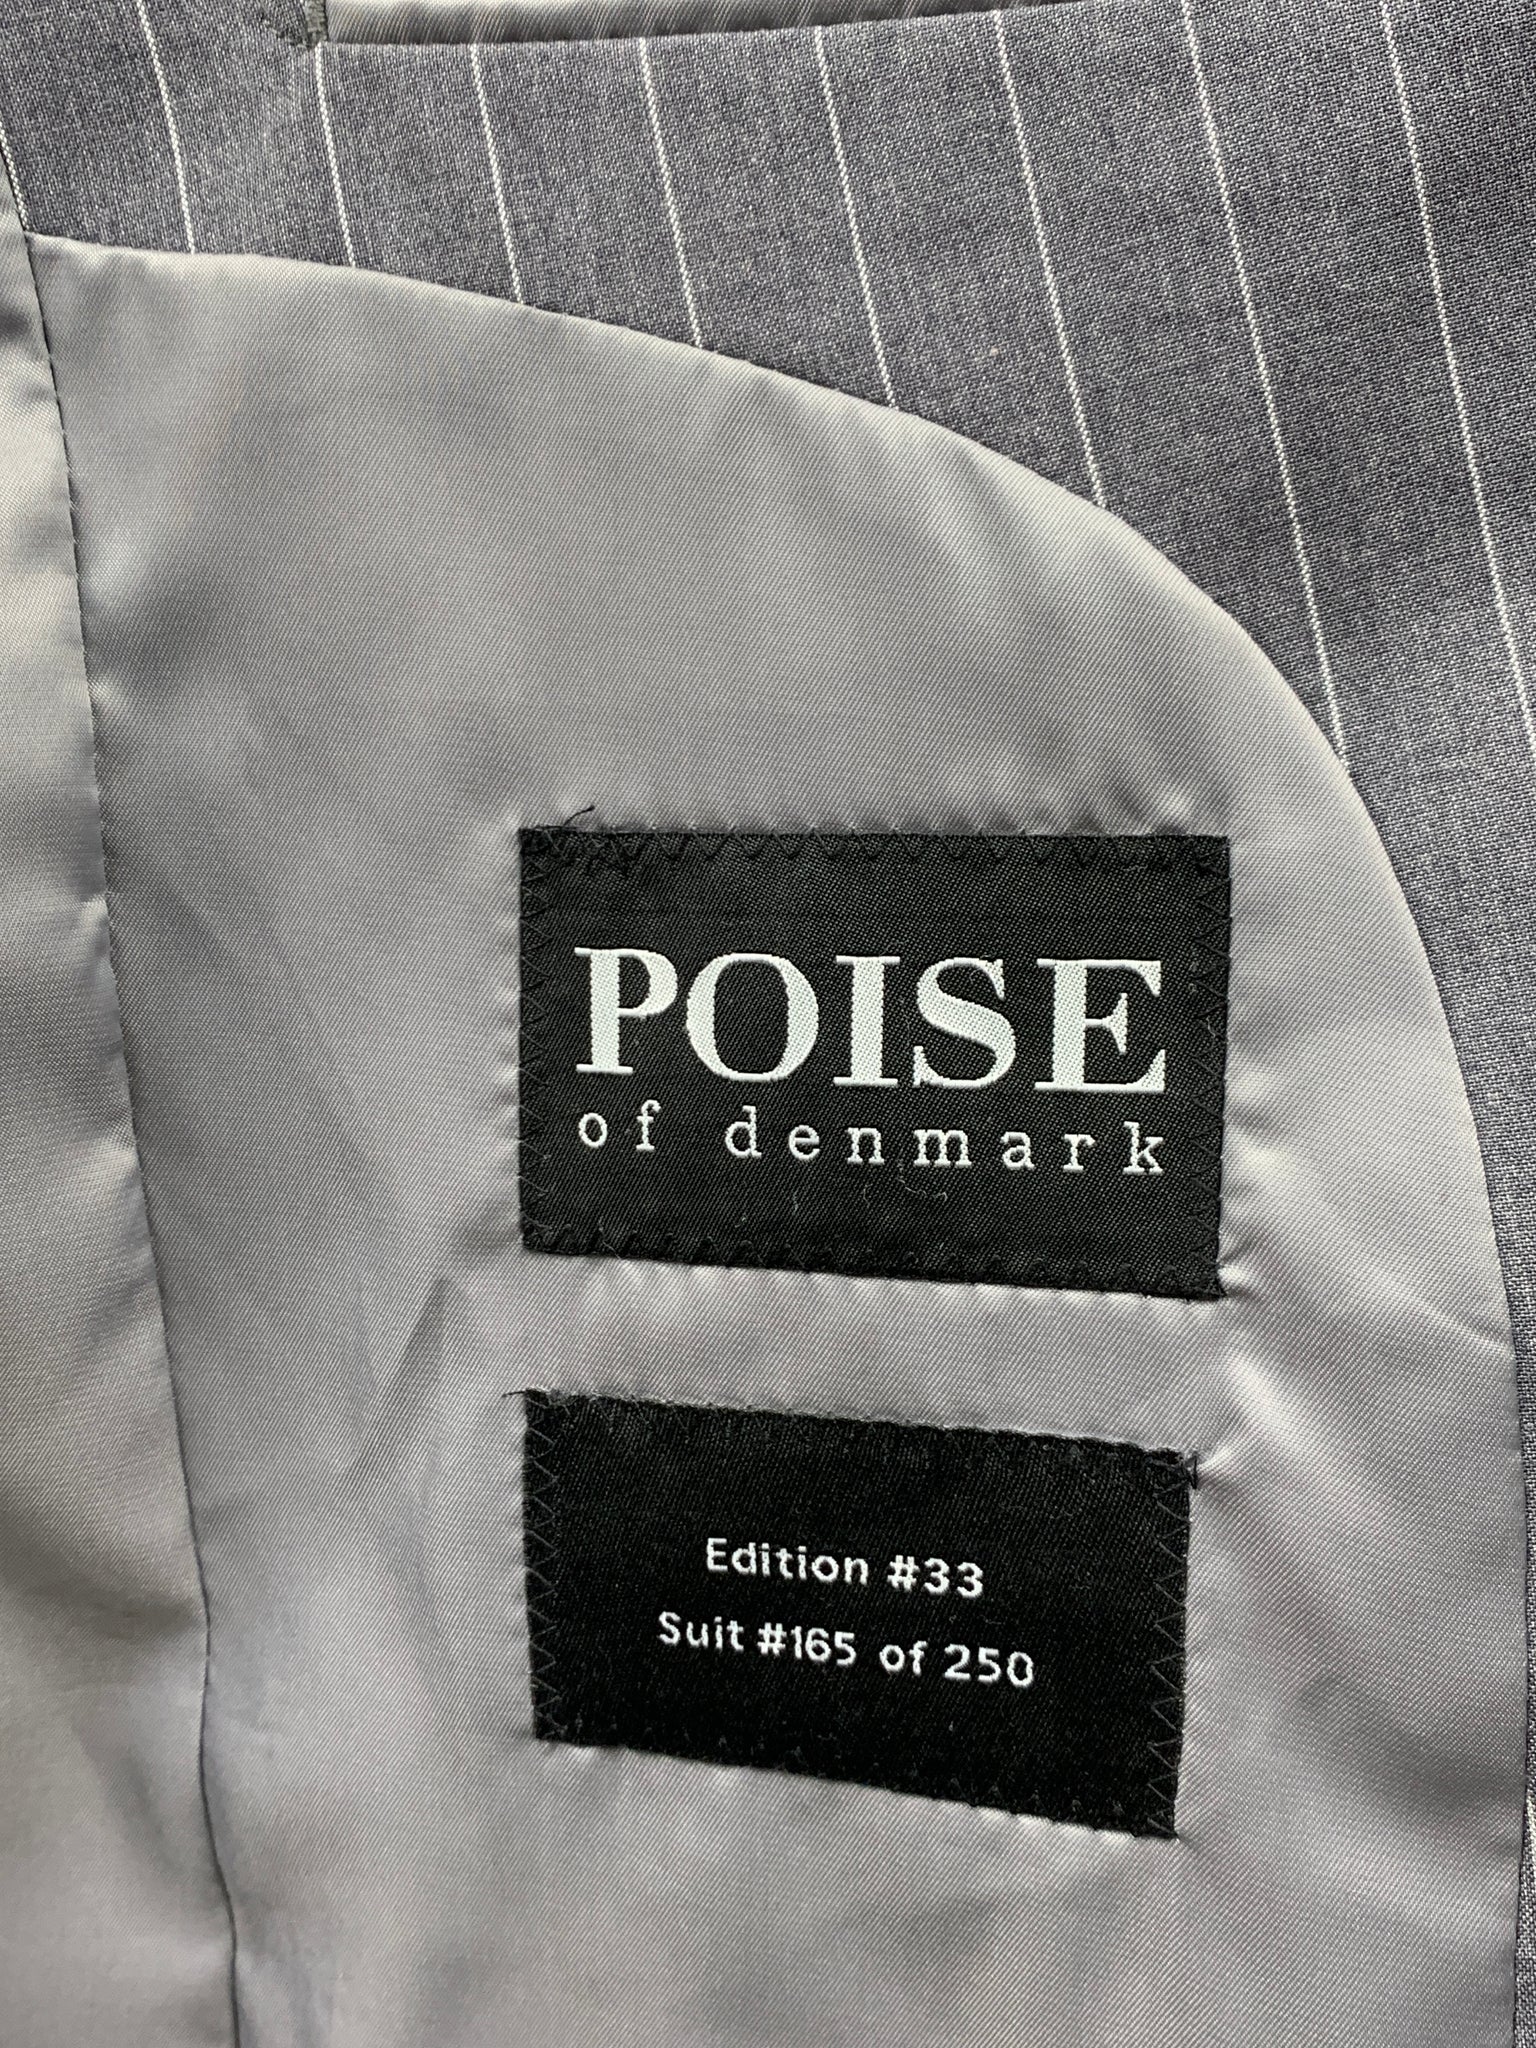 POISE
of denmark
Edition #33
Suit #165 of 250